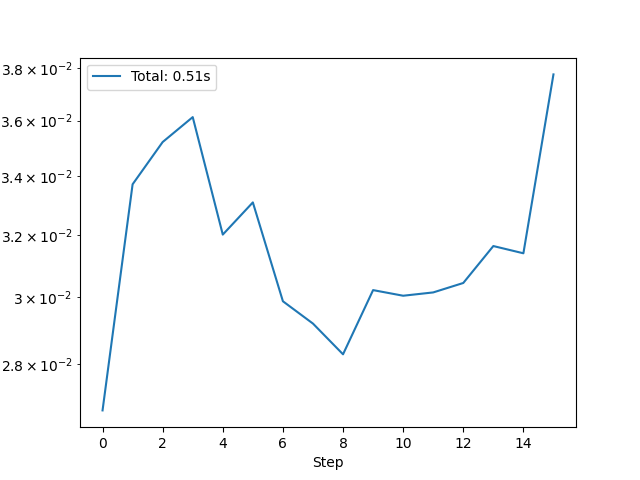 3.8 × 10⁻²
3.6 × 10⁻²
3.4 × 10⁻²
3.2 × 10⁻²
3 × 10⁻²
2.8 × 10⁻²
Total: 0.51s
0 2 4 6 8 10 12 14
Step